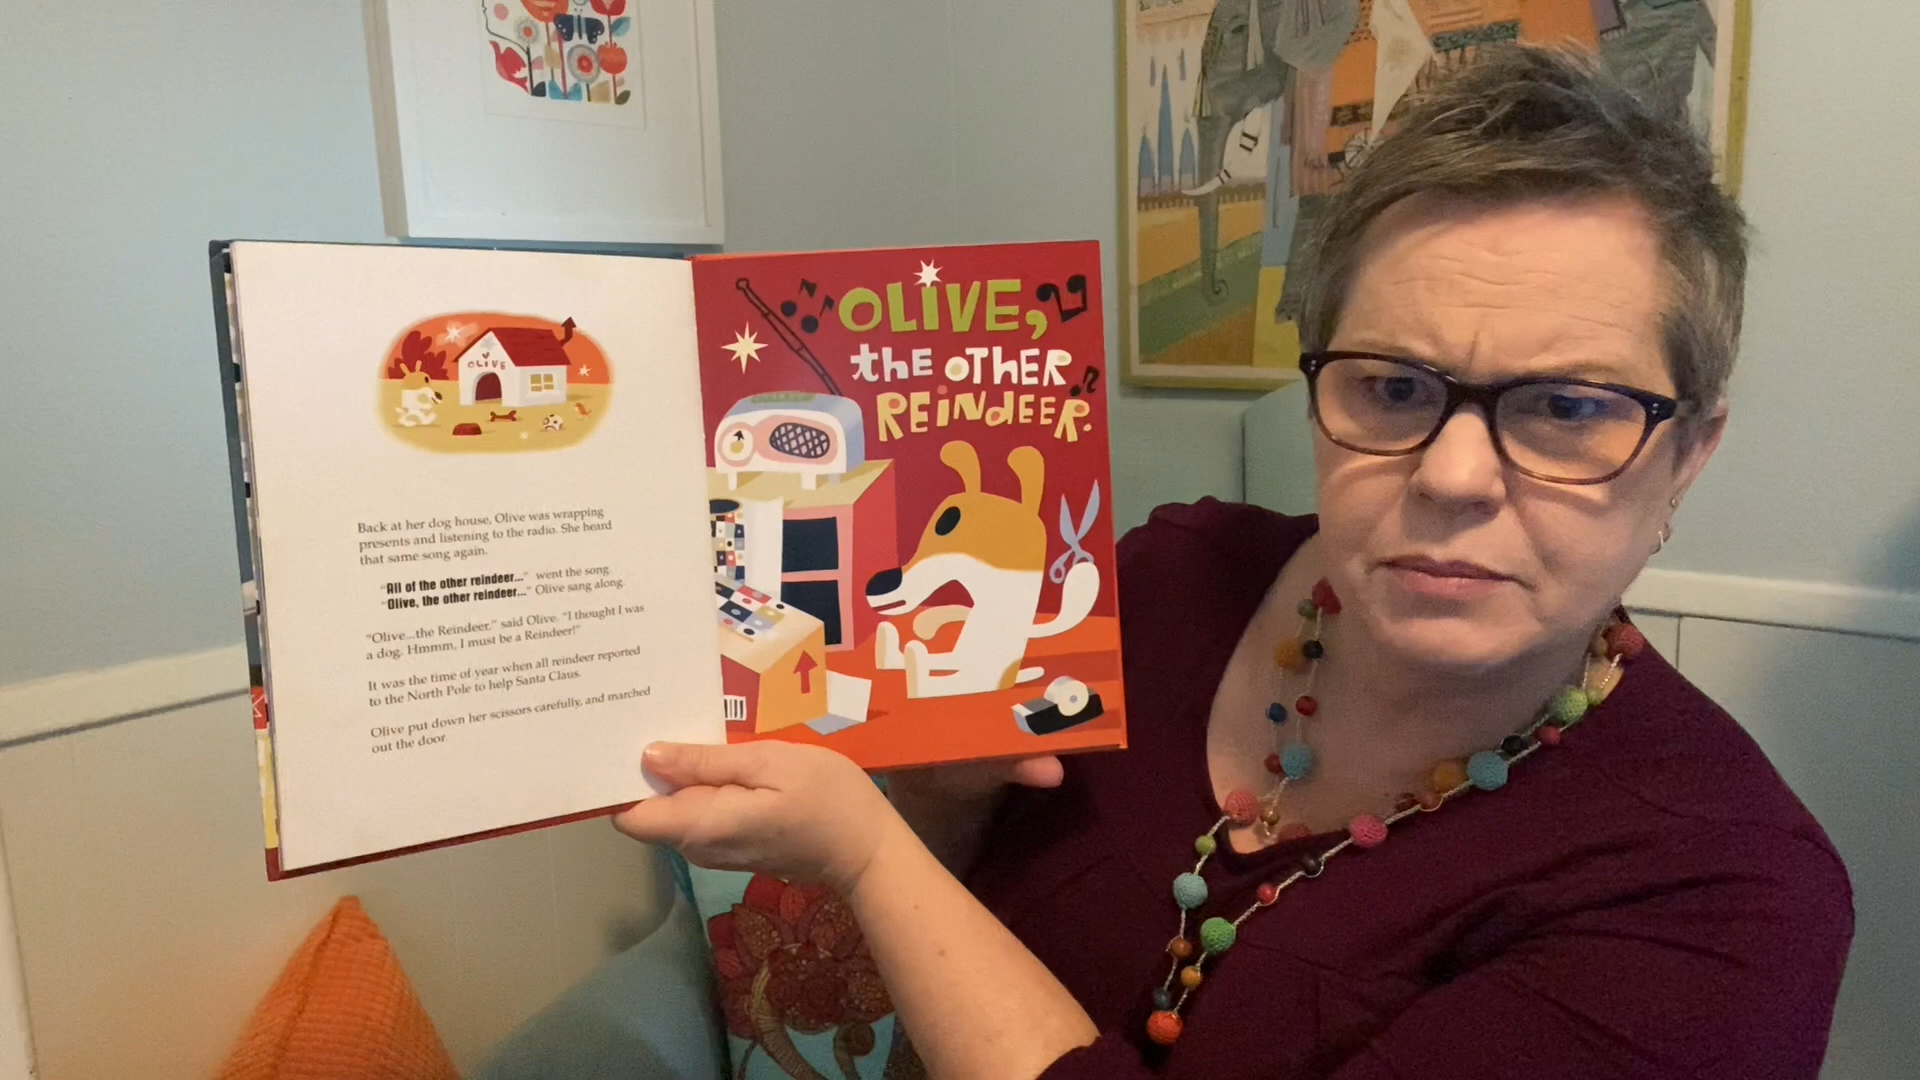 OLIVE
Back at her dog house, Olive was wrapping
presents and listening to the radio. She heard
that same song again.
"All of the other reindeer..." went the song.
"Olive, the other reindeer..." Olive sang along.
"Olive...the Reindeer," said Olive. "I thought I was
a dog. Hmmm, I must be a Reindeer!"
It was the time of year when all reindeer reported
to the North Pole to help Santa Claus.
Olive put down her scissors carefully, and marched
out the door.
OLIVE,
the OTHER
REINdEER.